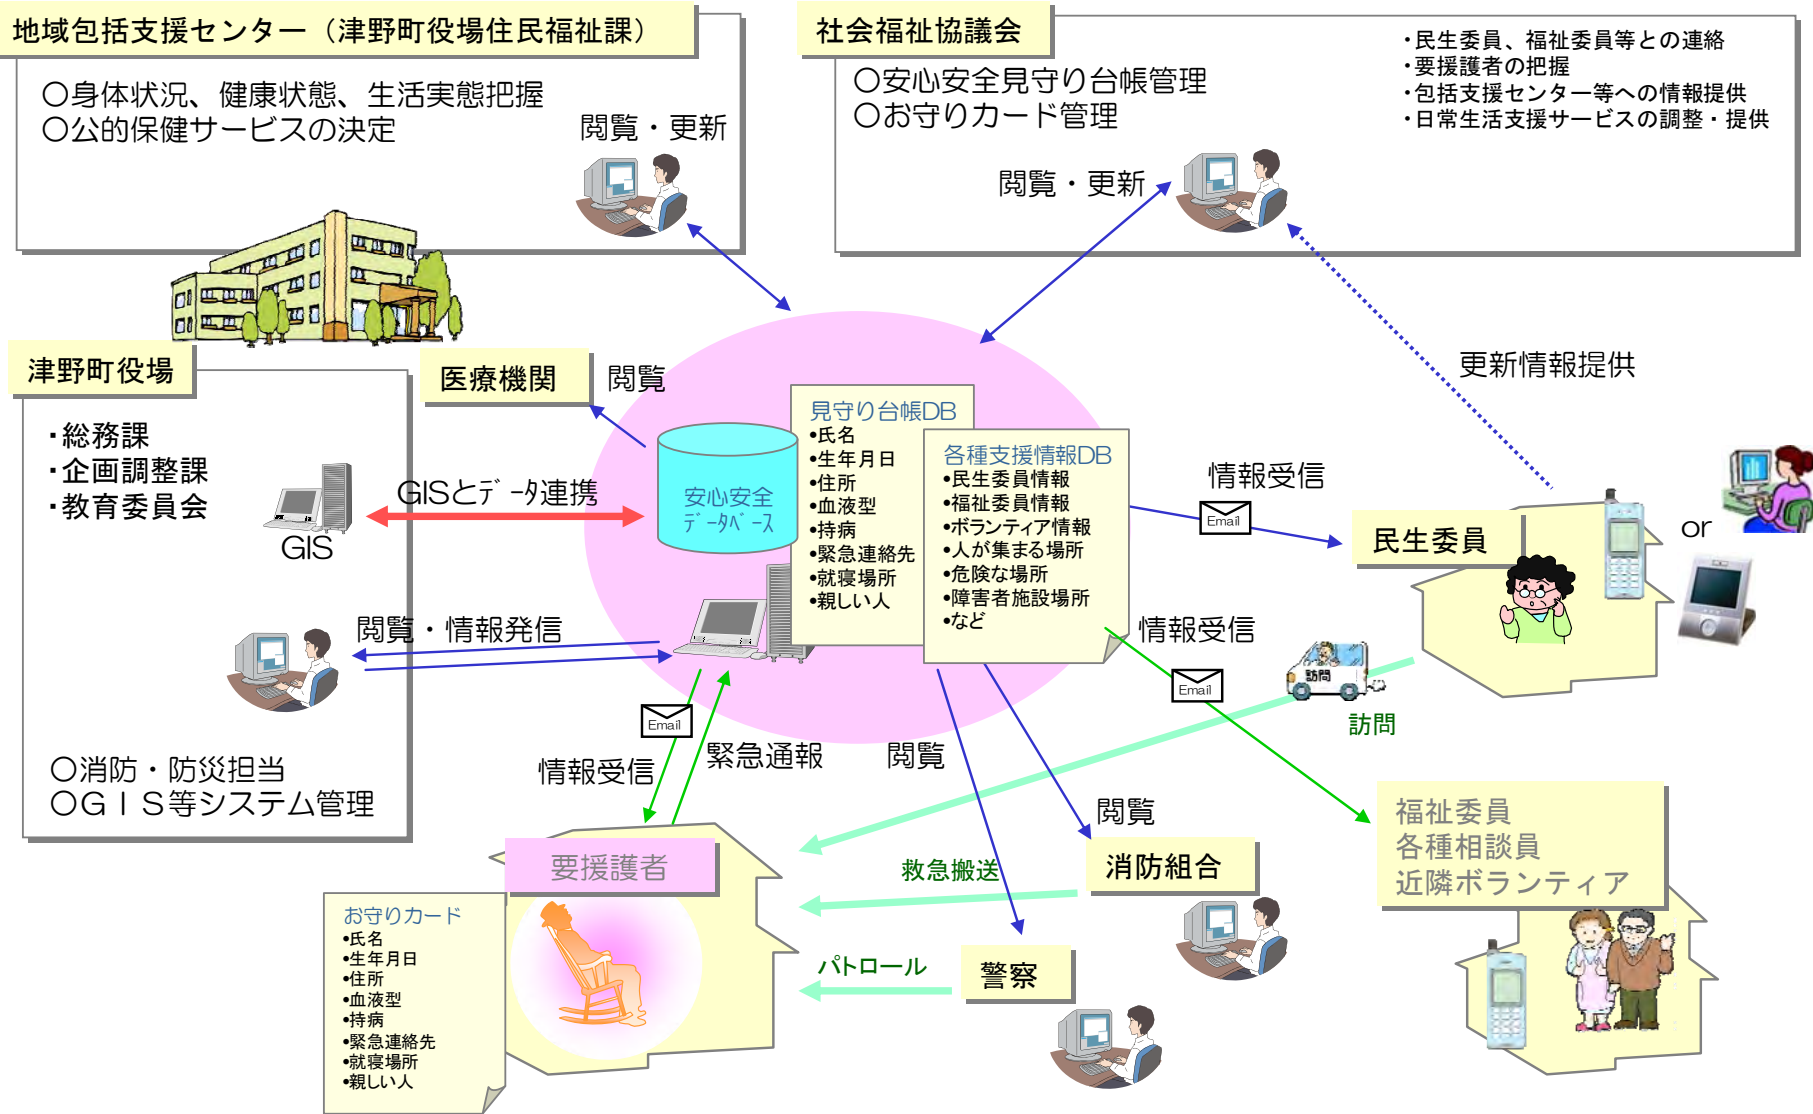 地域包括支援センター（津野町役場住民福祉課）
○身体状況、健康状態、生活実態把握
○公的保健サービスの決定
閲覧・更新
社会福祉協議会
○安心安全見守り台帳管理
○お守りカード管理
・民生委員、福祉委員等との連絡
・要援護者の把握
・包括支援センター等への情報提供
・日常生活支援サービスの調整・提供
閲覧・更新
更新情報提供
津野町役場
・総務課
・企画調整課
・教育委員会
GIS
○消防・防災担当
○ＧＩＳ等システム管理
医療機関
閲覧
GISとﾃﾞｰﾀ連携
閲覧・情報発信
安心安全
ﾃﾞｰﾀﾍﾞｰｽ
見守り台帳DB
•氏名
•生年月日
•住所
•血液型
•持病
•緊急連絡先
•就寝場所
•親しい人
各種支援情報DB
•民生委員情報
•福祉委員情報
•ボランティア情報
•人が集まる場所
•危険な場所
•障害者施設場所
•など
情報受信
Email
民生委員
or
情報受信
Email
訪問
訪問
Email
情報受信
緊急通報
閲覧
閲覧
福祉委員
各種相談員
近隣ボランティア
要援護者
救急搬送
消防組合
パトロール
警察
お守りカード
•氏名
•生年月日
•住所
•血液型
•持病
•緊急連絡先
•就寝場所
•親しい人